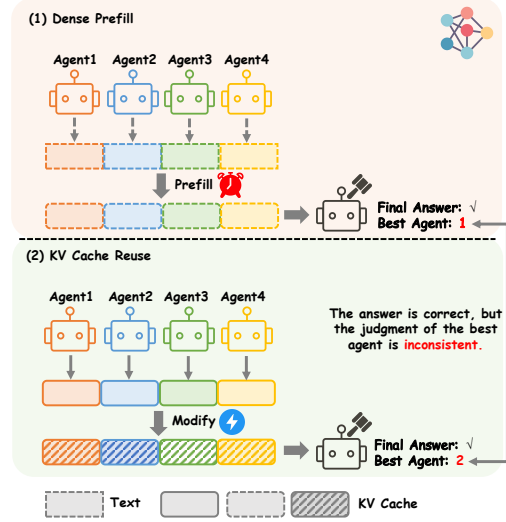 (1) Dense Prefill
Agent1 Agent2 Agent3 Agent4
Prefill
Final Answer: √
Best Agent: 1
(2) KV Cache Reuse
Agent1 Agent2 Agent3 Agent4
The answer is correct, but
the judgment of the best
agent is inconsistent.
Modify
Final Answer: √
Best Agent: 2
Text
KV Cache